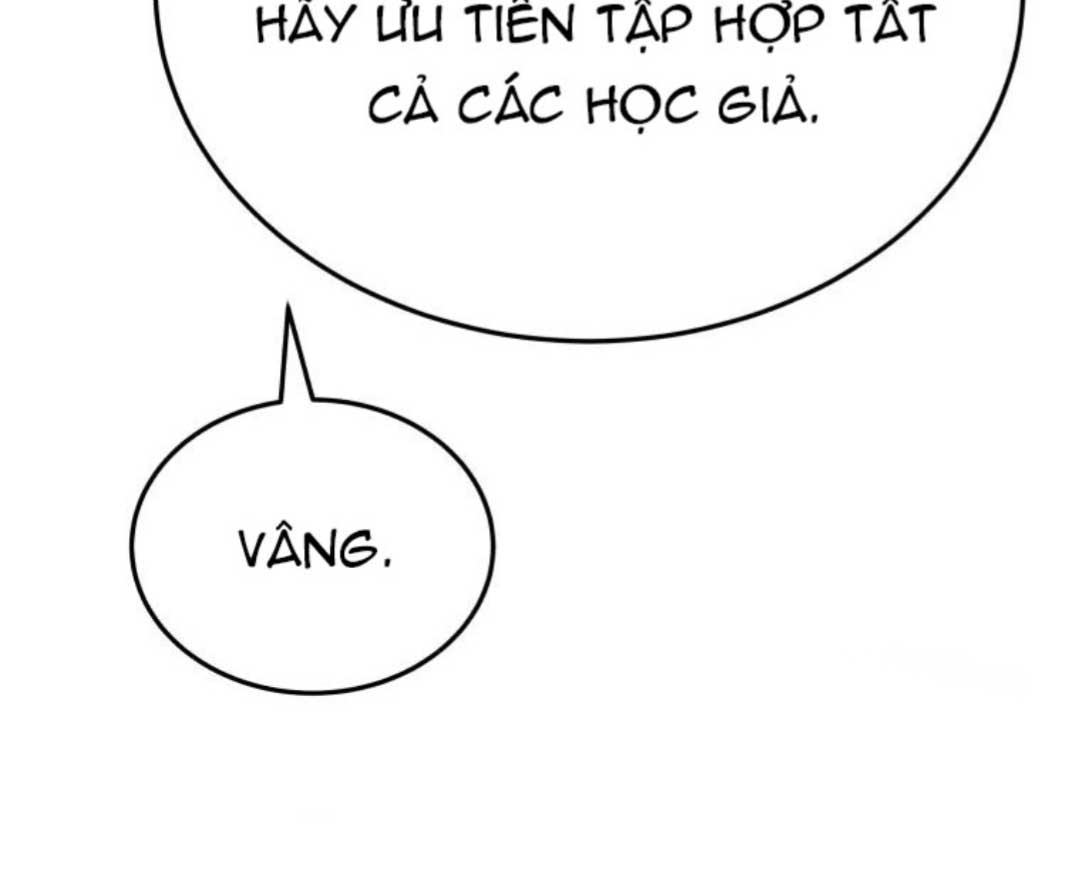 HÃY ƯU TIÊN TẬP HỢP TẤT
CẢ CÁC HỌC GIẢ.
VÂNG.